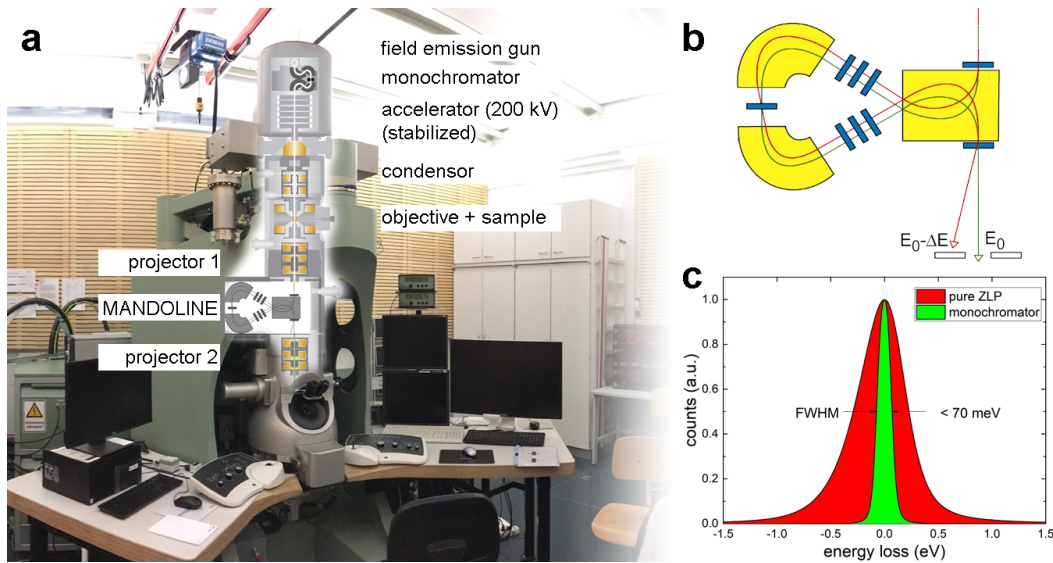 a
DEMAG
field emission gun
monochromator
accelerator (200 kV)
(stabilized)
condensor
objective + sample
projector 1
MANDOLINE
projector 2
b
E0-ΔE
E0
c
pure ZLP
monochromator
counts (a.u.)
1.0
0.8
0.6
0.4
0.2
0.0
FWHM
< 70 meV
-1.5 -1.0 -0.5 0.0 0.5 1.0 1.5
energy loss (eV)